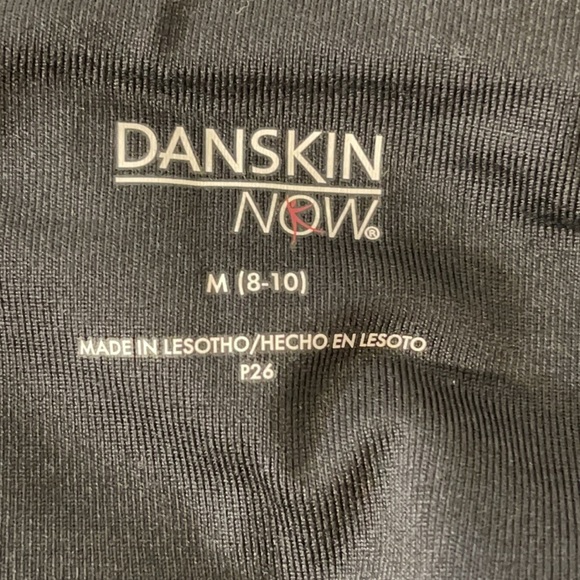 DANSKIN
NOW®
M (8-10)
MADE IN LESOTHO/HECHO EN LESOTO
P26